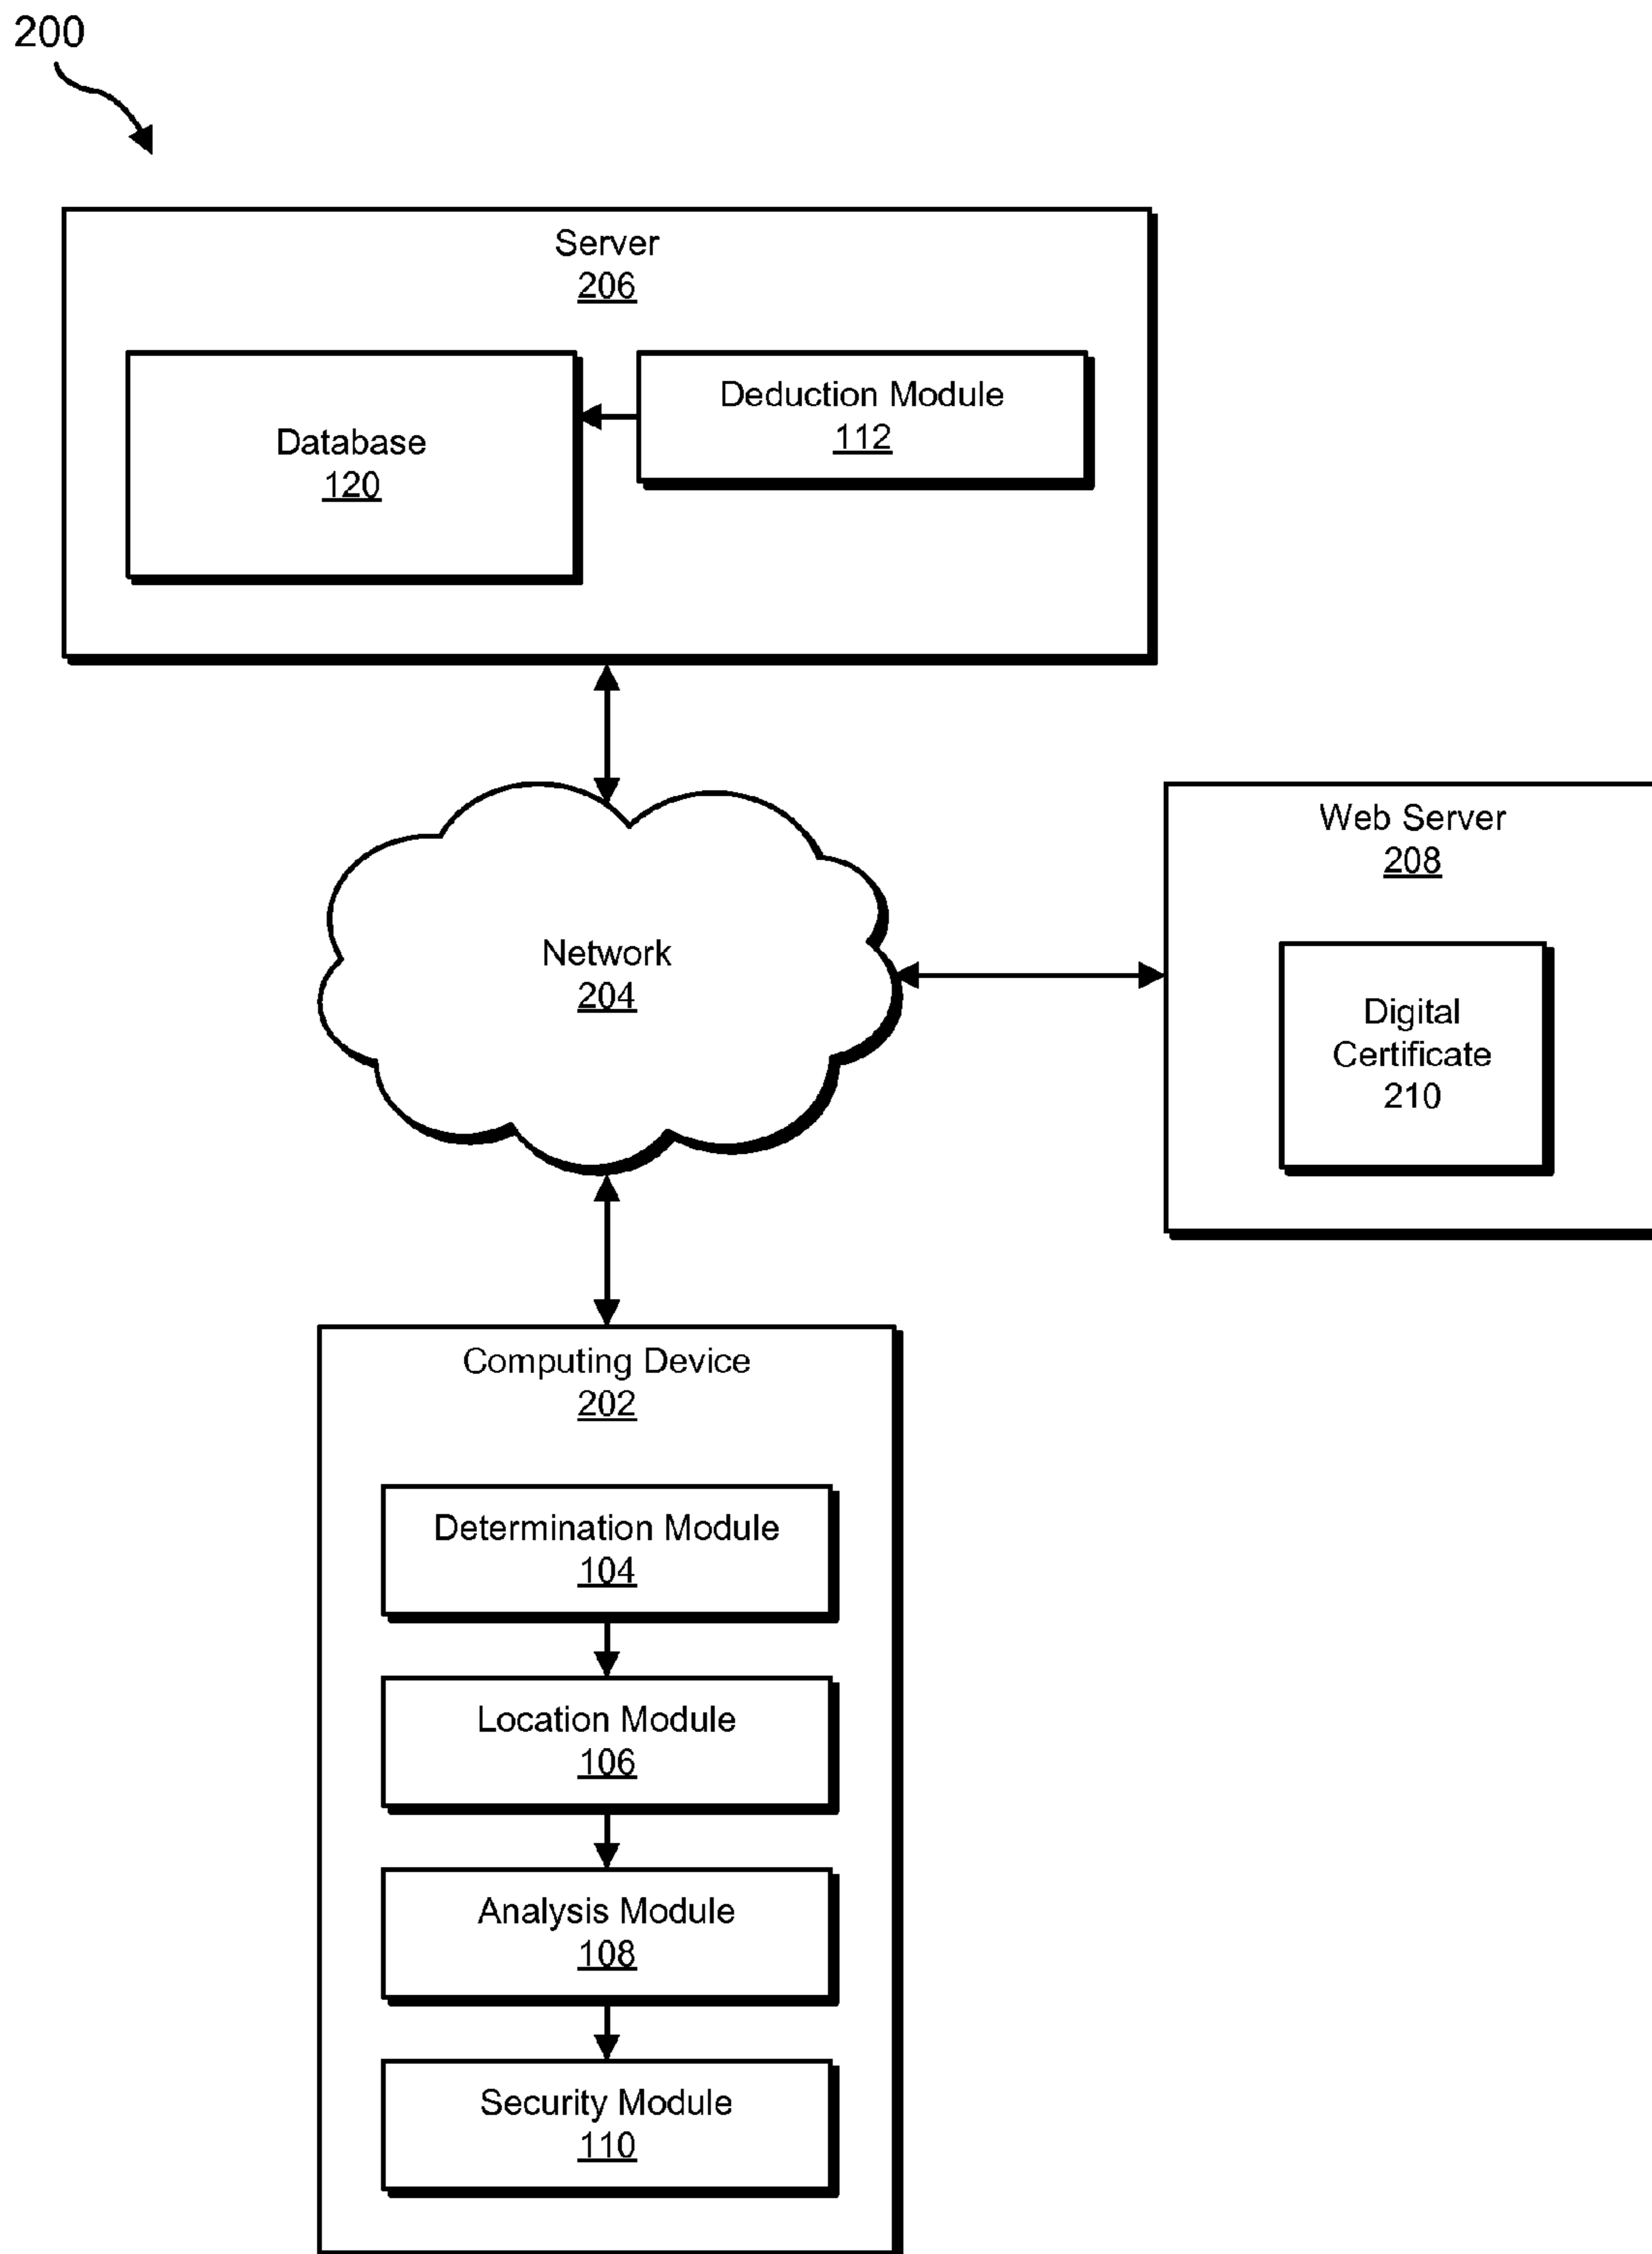 200
Server
206
Database
120
Deduction Module
112
Network
204
Web Server
208
Digital
Certificate
210
Computing Device
202
Determination Module
104
Location Module
106
Analysis Module
108
Security Module
110